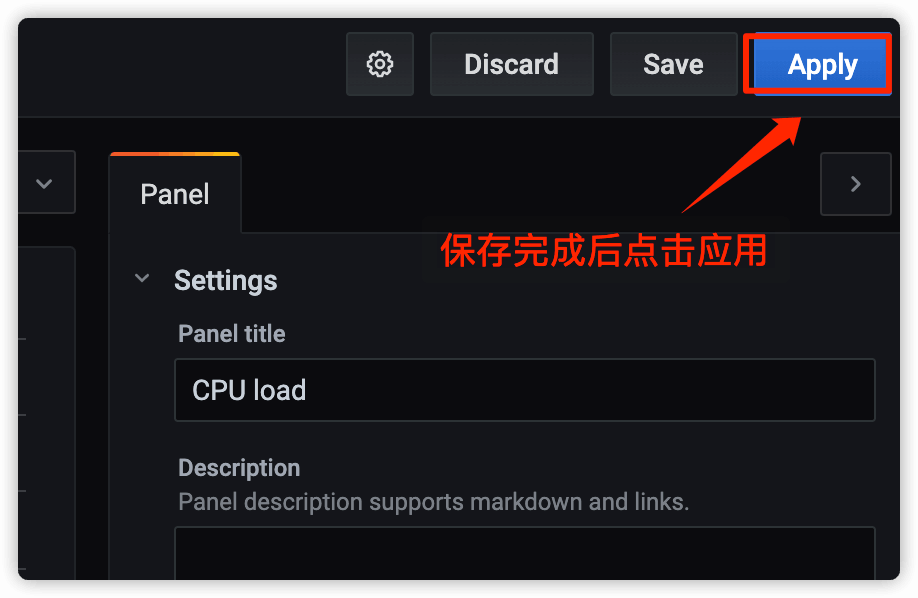 Discard
Save
Apply
Panel
保存完成后点击应用
Settings
Panel title
CPU load
Description
Panel description supports markdown and links.